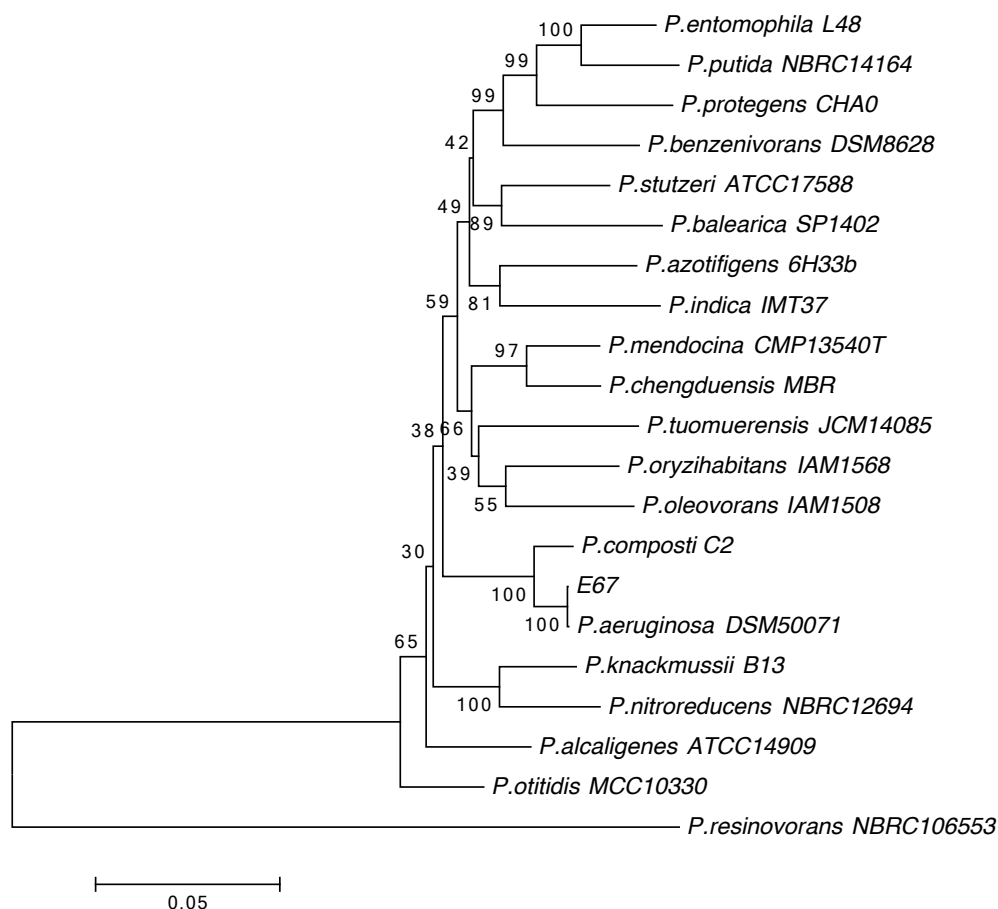 P.entomophila L48
100
P.putida NBRC14164
99
P.protegens CHA0
99
P.benzenivorans DSM8628
42
P.stutzeri ATCC17588
49
89
P.balearica SP1402
P.azotifigens 6H33b
59
81
P.indica IMT37
P.mendocina CMP13540T
97
P.chengduensis MBR
38
66
P.tuomuerensis JCM14085
P.oryzihabitans IAM1568
39
55
P.oleovorans IAM1508
P.composti C2
30
100
E67
100
P.aeruginosa DSM50071
65
P.knackmussii B13
100
P.nitroreducens NBRC12694
P.alcaligenes ATCC14909
P.otitidis MCC10330
P.resinovorans NBRC106553
0.05